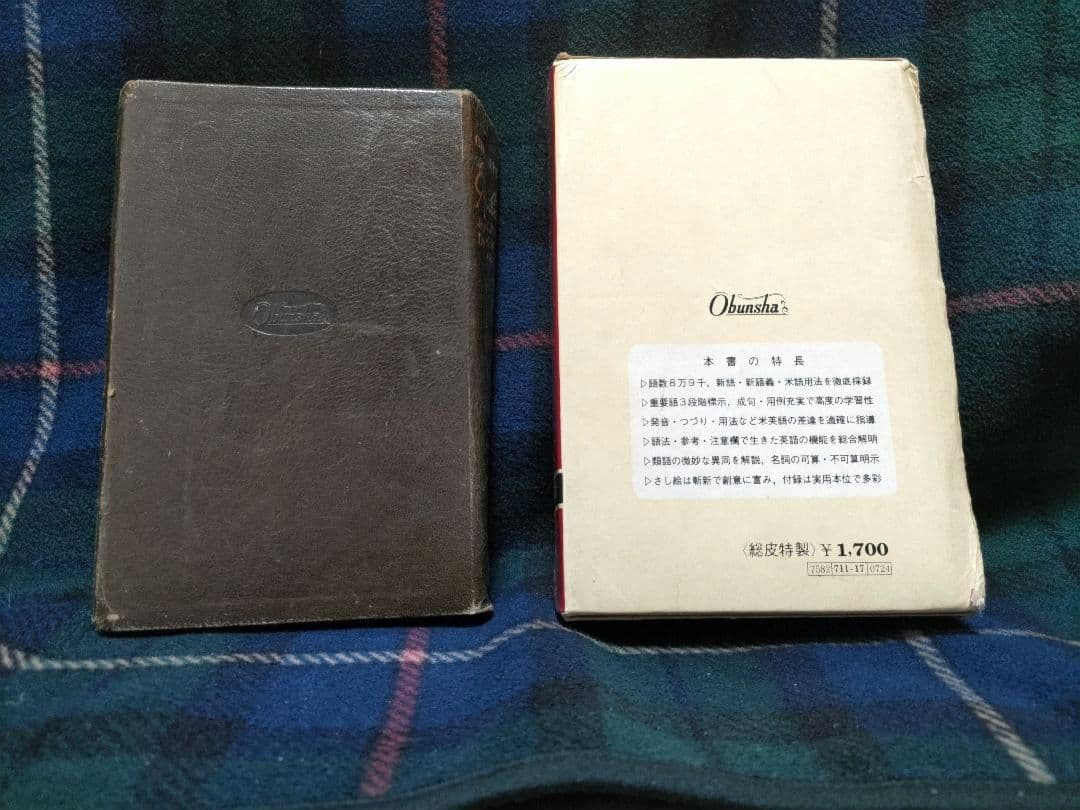 Obunsha
Obunsha
本書の特長
▷語数8万9千，新語・新語義・米語用法を徹底採録
▷重要語3段階標示，成句・用例充実で高度の学習性
▷発音・つづり・用法など米英語の差違を適確に指導
▷語法・参考・注意欄で生きた英語の機能を総合解明
▷類語の微妙な異同を解説，名詞の可算・不可算明示
▷さし絵は斬新で創意に富み，付録は実用本位で多彩
〈総皮特製〉¥1,700
7582 711-17 0724